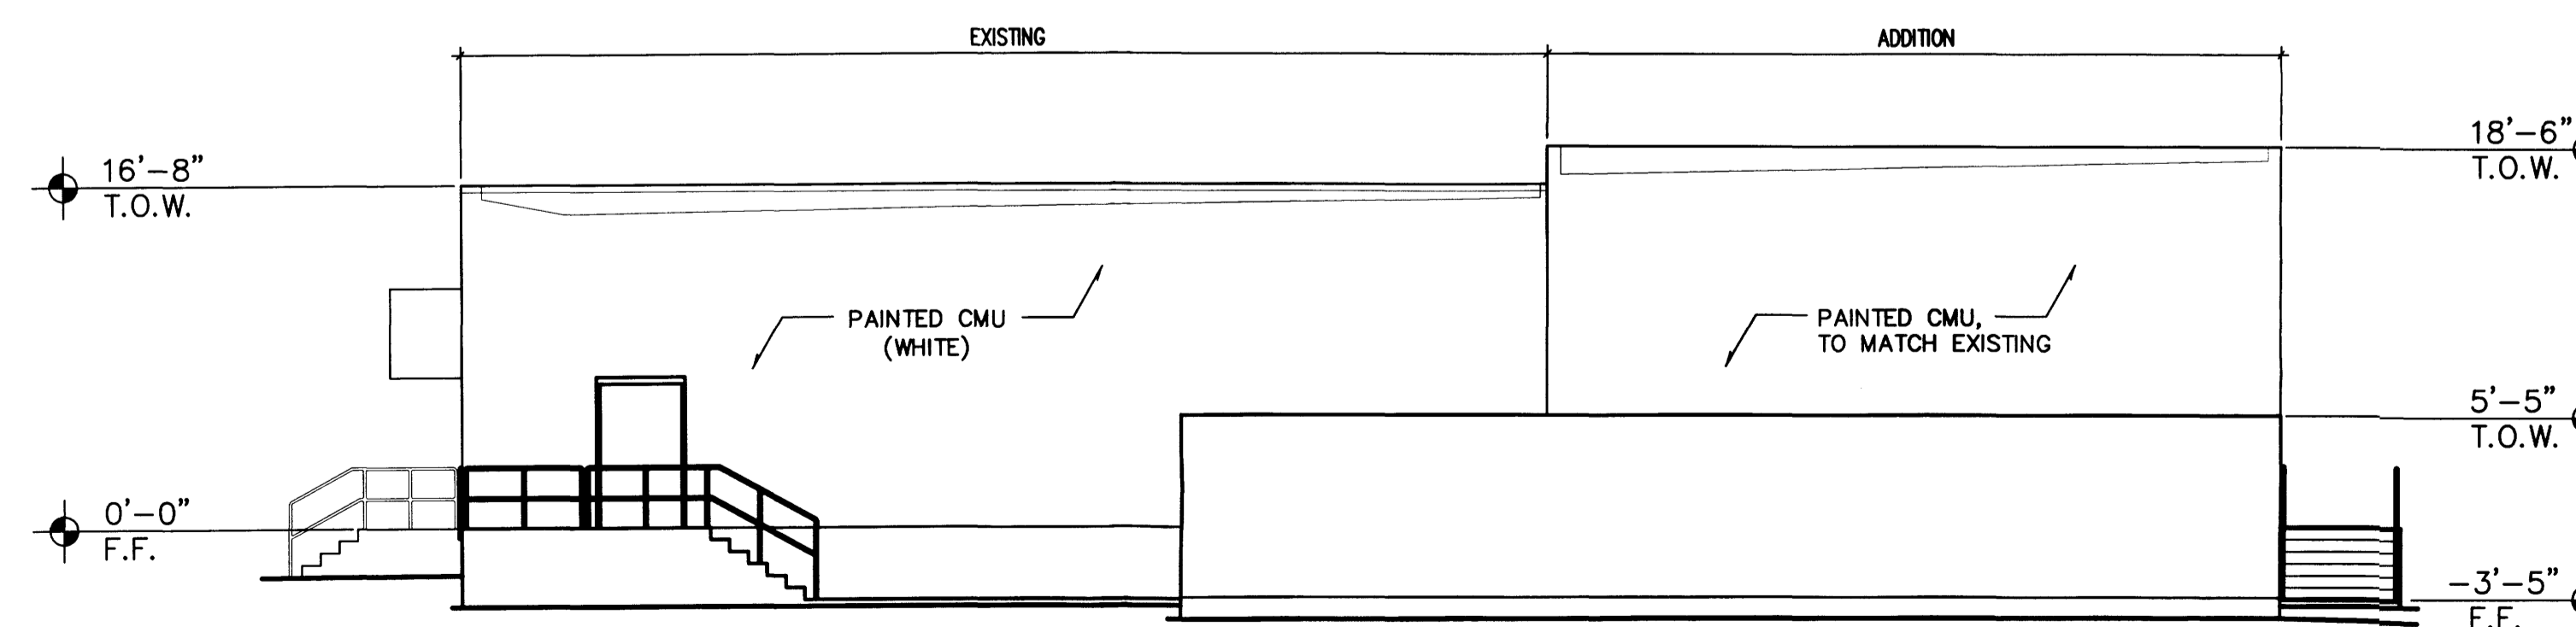 EXISTING
ADDITION
16'-8"
T.O.W.
18'-6"
T.O.W.
PAINTED CMU
(WHITE)
PAINTED CMU,
TO MATCH EXISTING
5'-5"
T.O.W.
0'-0"
F.F.
-3'-5"
F.F.